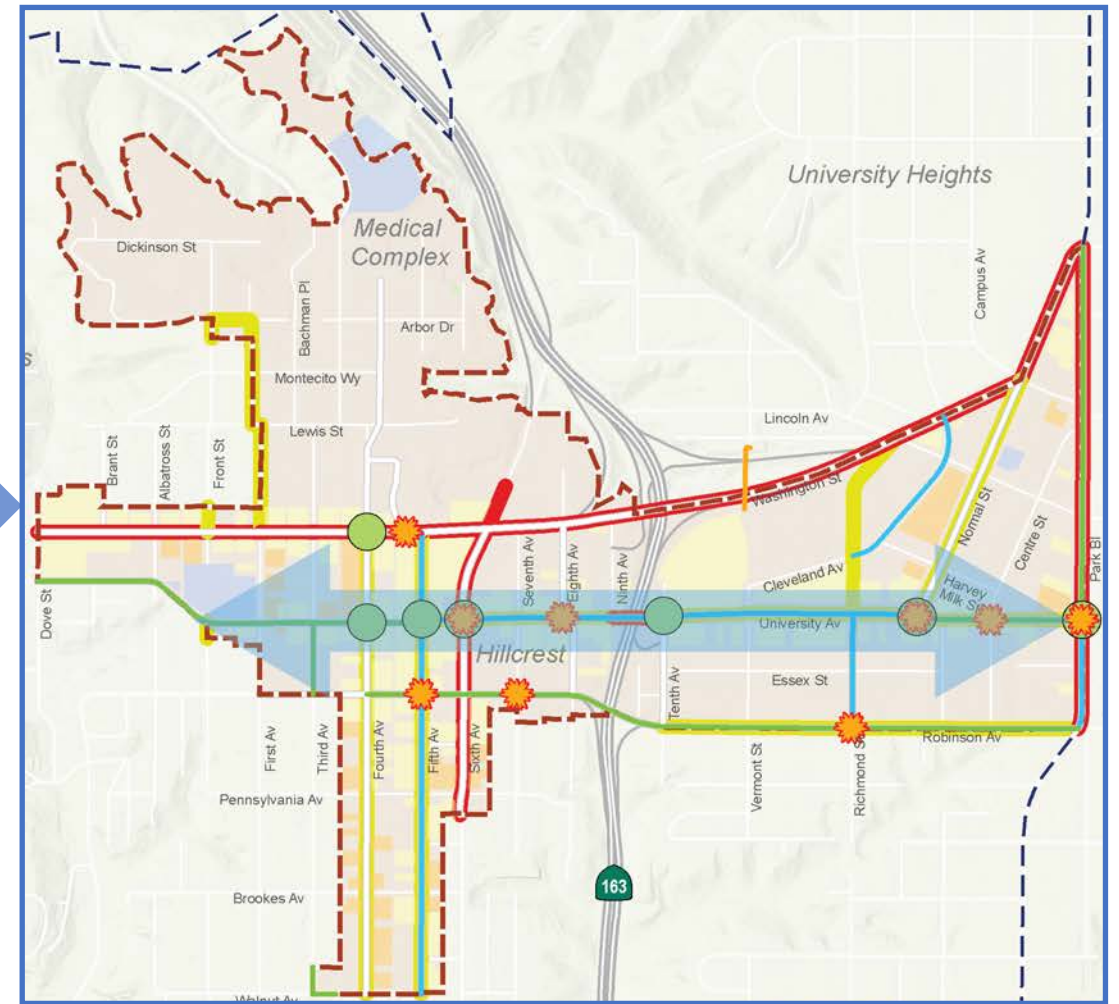 University Heights
Medical
Complex
Dickinson St
Bachman Pl
Campus Av
Arbor Dr
Montecito Wy
Lincoln Av
Lewis St
Brant St
Albatross St
Front St
Washington St
Normal St
Centre St
Park Bl
Seventh Av
Eighth Av
Ninth Av
Cleveland Av
Harvey
Milk St
Dove St
University Av
Hillcrest
Essex St
Tenth Av
First Av
Third Av
Fourth Av
Fifth Av
Sixth Av
Vermont St
Richmond St
Robinson Av
Pennsylvania Av
163
Brookes Av
Walnut Av